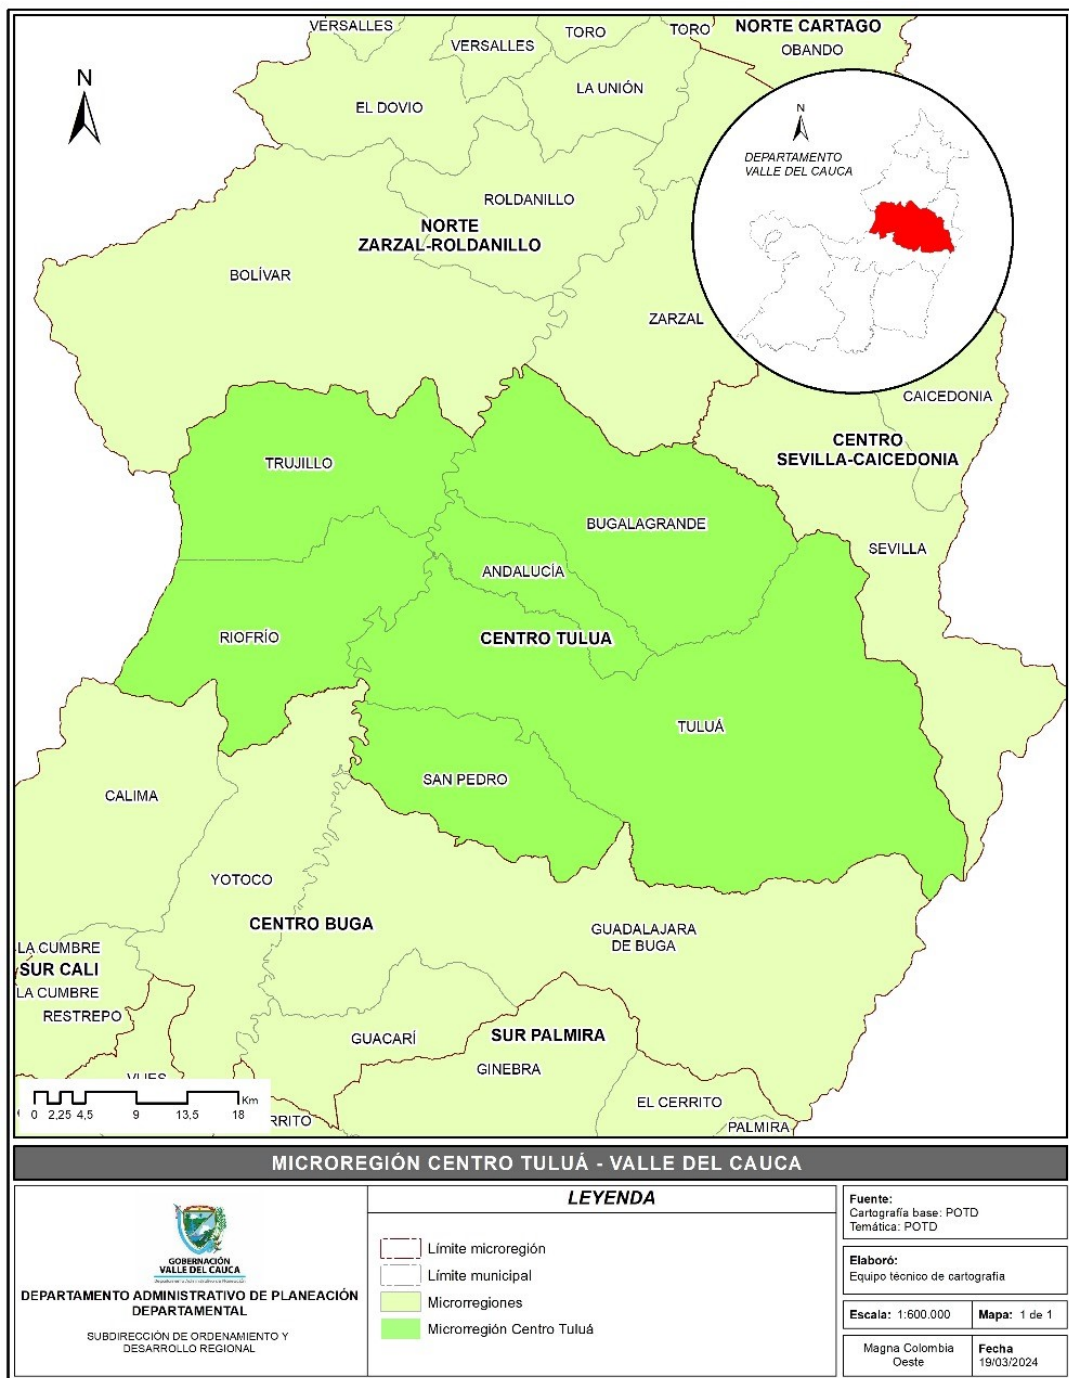 VERSALLES
VERSALLES
TORO
TORO
NORTE CARTAGO
OBANDO
N
EL DOVIO
LA UNIÓN
N
DEPARTAMENTO
VALLE DEL CAUCA
ROLDANILLO
NORTE
ZARZAL-ROLDANILLO
BOLÍVAR
ZARZAL
CAICEDONIA
CENTRO
SEVILLA-CAICEDONIA
TRUJILLO
BUGALAGRANDE
SEVILLA
ANDALUCÍA
RIOFRÍO
CENTRO TULUA
TULUÁ
SAN PEDRO
CALIMA
YOTOCO
CENTRO BUGA
GUADALAJARA
DE BUGA
LA CUMBRE
SUR CALI
LA CUMBRE
RESTREPO
GUACARÍ
SUR PALMIRA
GINEBRA
EL CERRITO
PALMIRA
RRITO
Km
0 2,25 4,5 9 13,5 18
MICROREGIÓN CENTRO TULUÁ - VALLE DEL CAUCA
GOBERNACIÓN
VALLE DEL CAUCA
Departamento Administrativo de Planeación
DEPARTAMENTO ADMINISTRATIVO DE PLANEACIÓN
DEPARTAMENTAL
SUBDIRECCIÓN DE ORDENAMIENTO Y
DESARROLLO REGIONAL
LEYENDA
Límite microregión
Límite municipal
Microrregiones
Microrregión Centro Tuluá
Fuente:
Cartografía base: POTD
Temática: POTD
Elaboró:
Equipo técnico de cartografia
Escala: 1:600.000
Mapa: 1 de 1
Magna Colombia
Oeste
Fecha
19/03/2024